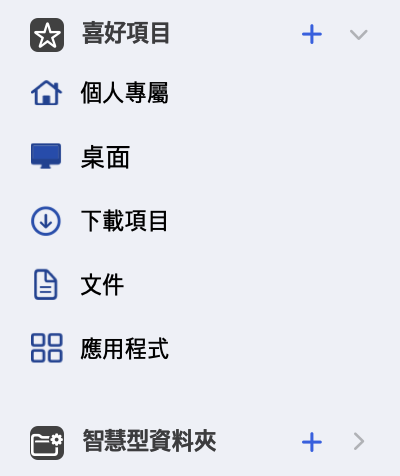 喜好項目
個人專屬
桌面
下載項目
文件
應用程式
智慧型資料夾